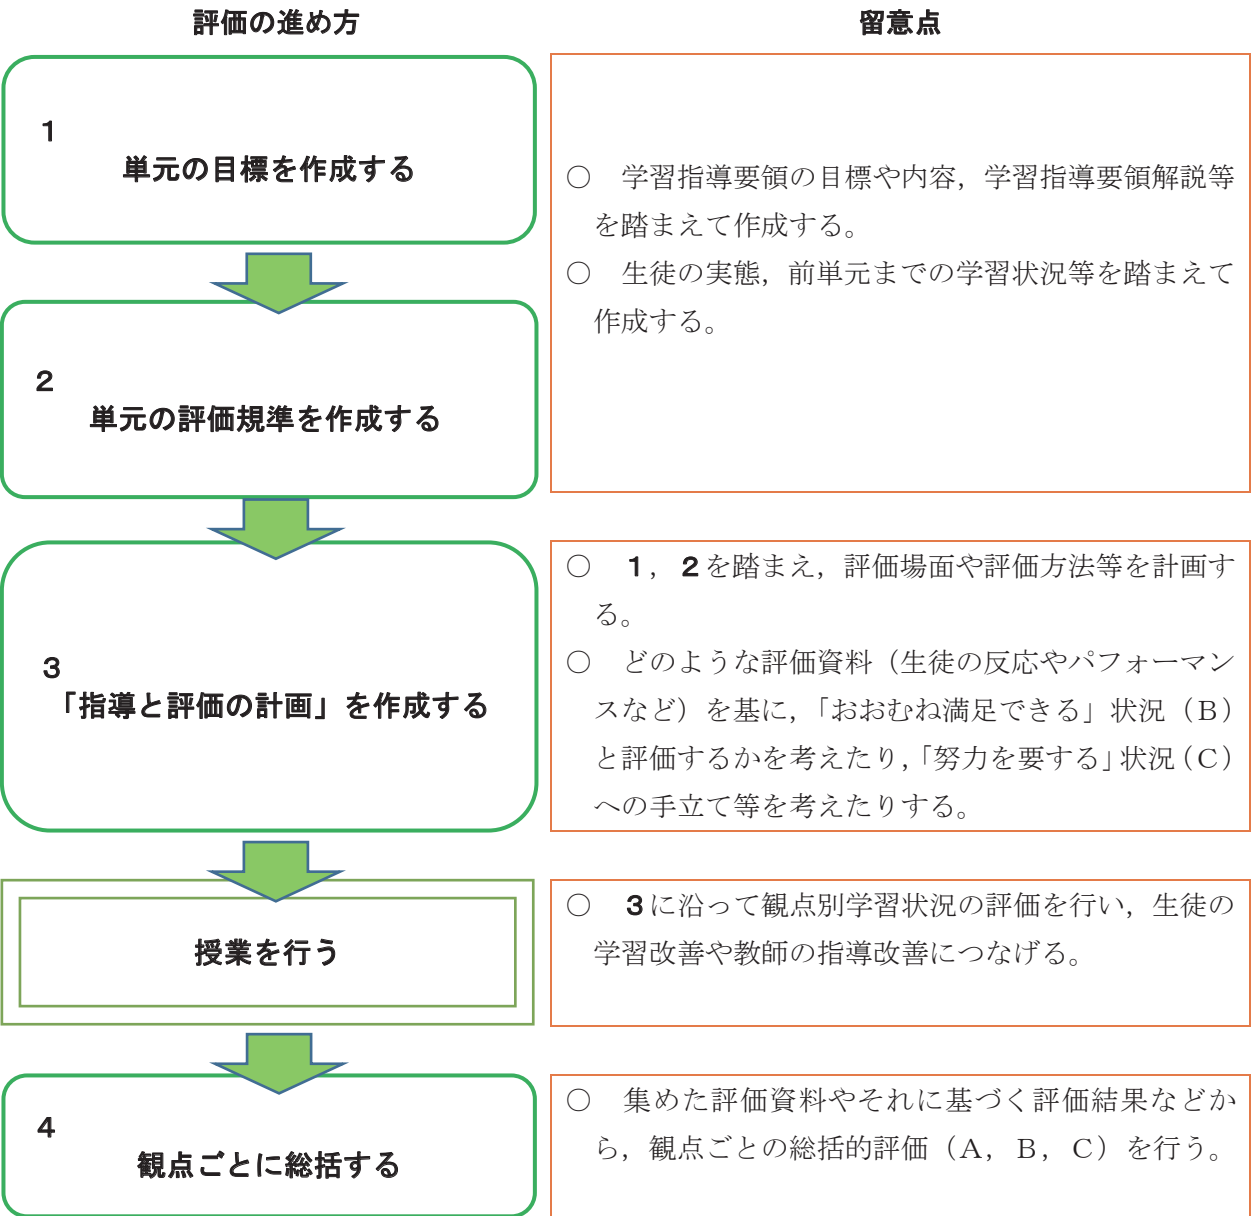 評価の進め方
留意点
１
単元の目標を作成する
○　学習指導要領の目標や内容，学習指導要領解説等
を踏まえて作成する。
○　生徒の実態，前単元までの学習状況等を踏まえて
作成する。
２
単元の評価規準を作成する
３
「指導と評価の計画」を作成する
○　１，２を踏まえ，評価場面や評価方法等を計画す
る。
○　どのような評価資料（生徒の反応やパフォーマン
スなど）を基に，「おおむね満足できる」状況（Ｂ）
と評価するかを考えたり，「努力を要する」状況（Ｃ）
への手立て等を考えたりする。
授業を行う
○　３に沿って観点別学習状況の評価を行い，生徒の
学習改善や教師の指導改善につなげる。
４
観点ごとに総括する
○　集めた評価資料やそれに基づく評価結果などか
ら，観点ごとの総括的評価（Ａ，Ｂ，Ｃ）を行う。